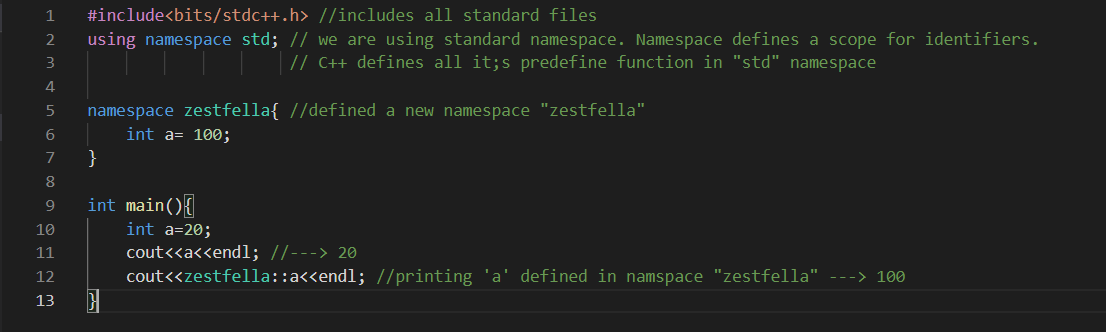 1 #include<bits/stdc++.h> //includes all standard files
2 using namespace std; // we are using standard namespace. Namespace defines a scope for identifiers.
3 // C++ defines all it;s predefine function in "std" namespace
4
5 namespace zestfella{ //defined a new namespace "zestfella"
6 int a= 100;
7 }
8
9 int main(){
10 int a=20;
11 cout<<a<<endl; //---> 20
12 cout<<zestfella::a<<endl; //printing 'a' defined in namspace "zestfella" ---> 100
13 }